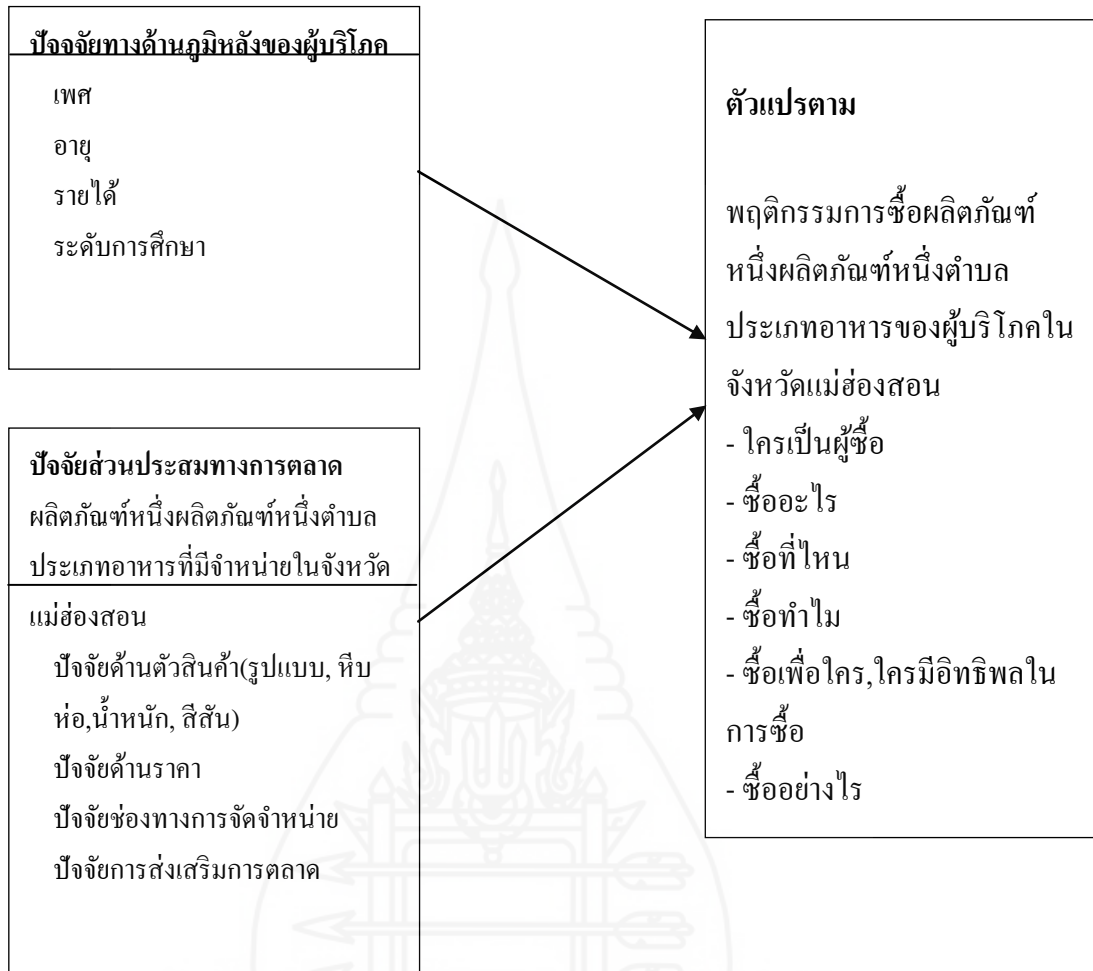 ปัจจจัยทางด้านภูมิหลังของผู้บริโภค
เพศ
อายุ
รายได้
ระดับการศึกษา
ปัจจัยส่วนประสมทางการตลาด
ผลิตภัณฑ์หนึ่งผลิตภัณฑ์หนึ่งตำบล
ประเภทอาหารที่มีจำหน่ายในจังหวัด
แม่ฮ่องสอน
ปัจจัยด้านตัวสินค้า(รูปแบบ, หีบ
ห่อ,น้ำหนัก, สีสัน)
ปัจจัยด้านราคา
ปัจจัยช่องทางการจัดจำหน่าย
ปัจจัยการส่งเสริมการตลาด
ตัวแปรตาม
พฤติกรรมการซื้อผลิตภัณฑ์
หนึ่งผลิตภัณฑ์หนึ่งตำบล
ประเภทอาหารของผู้บริโภคใน
จังหวัดแม่ฮ่องสอน
- ใครเป็นผู้ซื้อ
- ซื้ออะไร
- ซื้อที่ไหน
- ซื้อทำไม
- ซื้อเพื่อใคร,ใครมีอิทธิพลใน
การซื้อ
- ซื้ออย่างไร